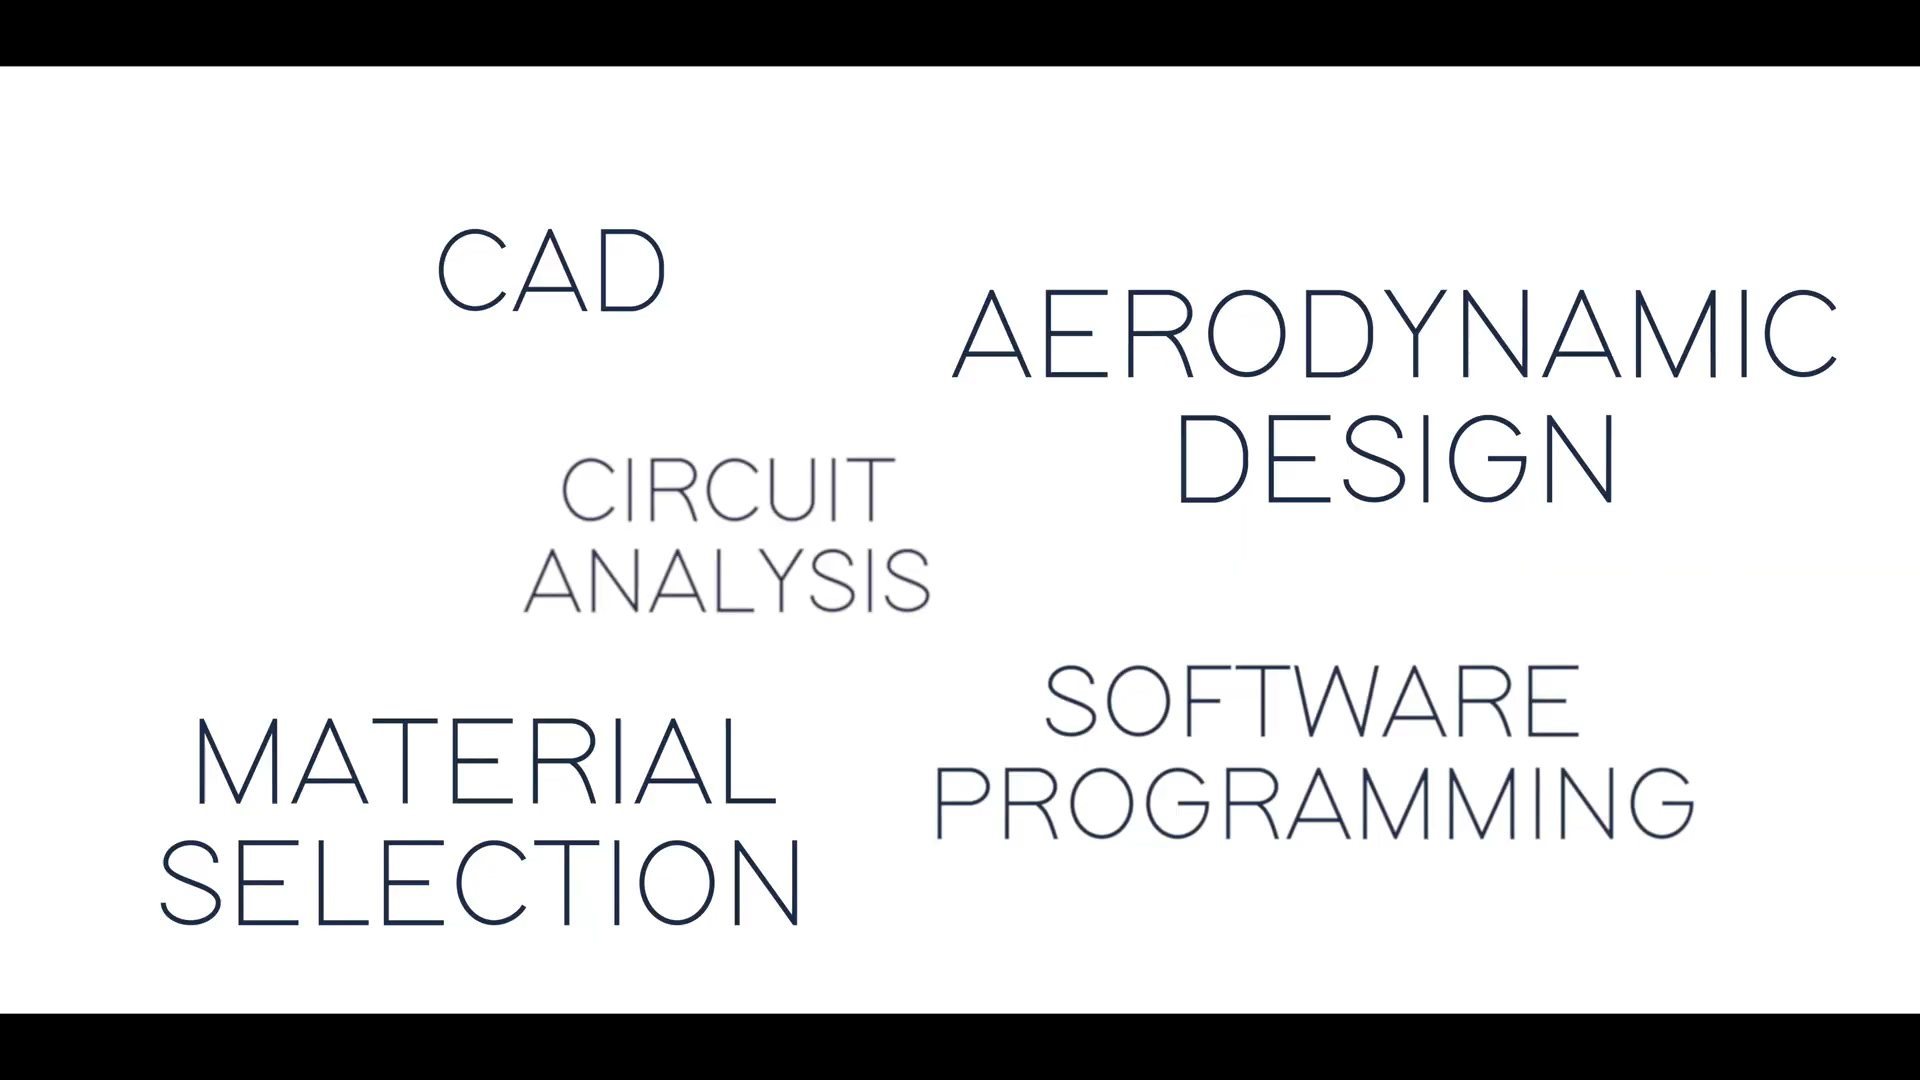 CAD
AERODYNAMIC
DESIGN
CIRCUIT
ANALYSIS
SOFTWARE
PROGRAMMING
MATERIAL
SELECTION